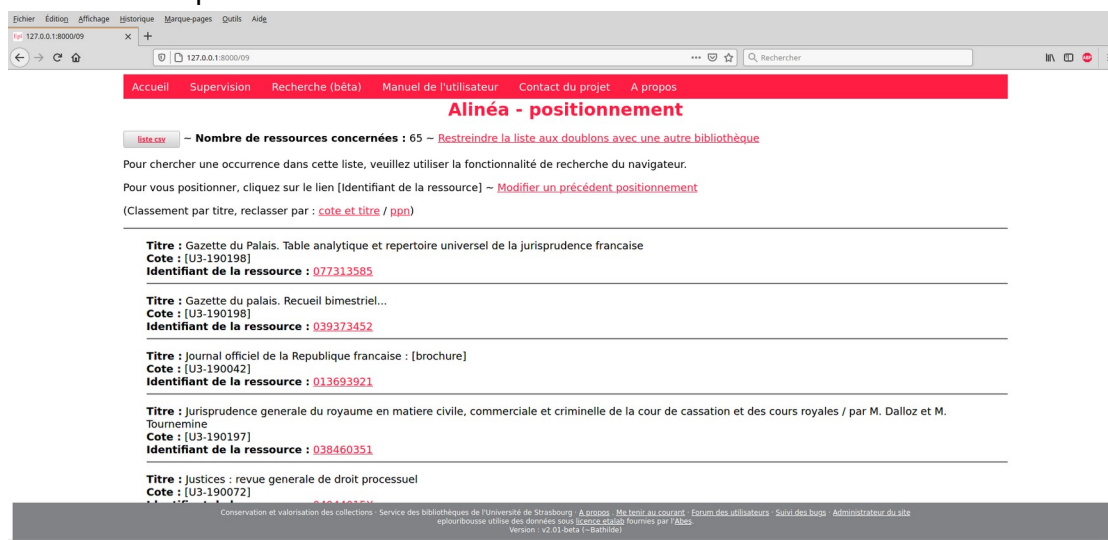 Fichier Édition Affichage Historique Marque-pages Outils Aide
Epl 127.0.0.1:8000/09
127.0.0.1:8000/09
Rechercher
ABP
Accueil Supervision Recherche (bêta) Manuel de l'utilisateur Contact du projet A propos
Alinéa - positionnement
liste csv ~ Nombre de ressources concernées : 65 ~ Restreindre la liste aux doublons avec une autre bibliothèque
Pour chercher une occurrence dans cette liste, veuillez utiliser la fonctionnalité de recherche du navigateur.
Pour vous positionner, cliquez sur le lien [Identifiant de la ressource] ~ Modifier un précédent positionnement
(Classement par titre, reclasser par : cote et titre / ppn)
Titre : Gazette du Palais. Table analytique et repertoire universel de la jurisprudence francaise
Cote : [U3-190198]
Identifiant de la ressource : 077313585
Titre : Gazette du palais. Recueil bimestriel...
Cote : [U3-190198]
Identifiant de la ressource : 039373452
Titre : Journal officiel de la Republique francaise : [brochure]
Cote : [U3-190042]
Identifiant de la ressource : 013693921
Titre : Jurisprudence generale du royaume en matiere civile, commerciale et criminelle de la cour de cassation et des cours royales / par M. Dalloz et M.
Tournemine
Cote : [U3-190197]
Identifiant de la ressource : 038460351
Titre : Justices : revue generale de droit processuel
Cote : [U3-190072]
Conservation et valorisation des collections - Service des bibliothèques de l'Université de Strasbourg - A propos . Me tenir au courant - Forum des utilisateurs - Suivi des bugs - Administrateur du site
eplouribousse utilise des données sous licence etalab fournies par l'Abes.
Version : v2.01-beta (~Bathilde)